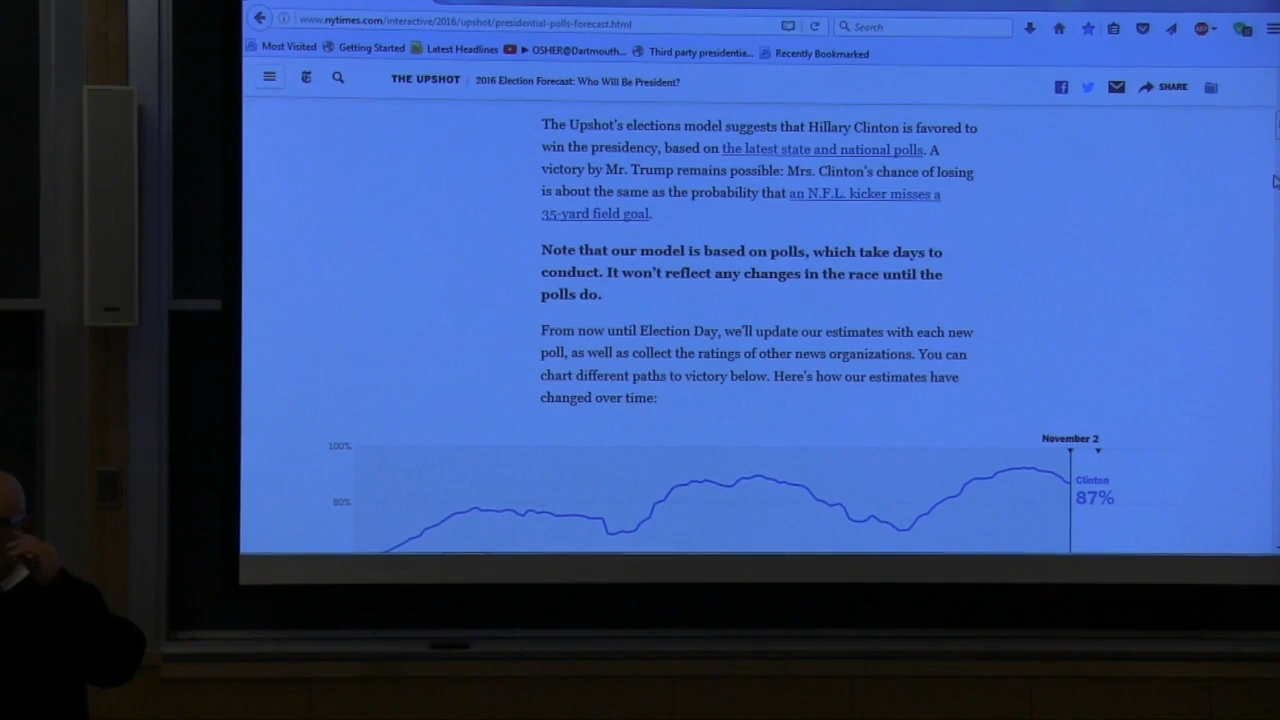 www.nytimes.com/interactive/2016/upshot/presidential-polls-forecast.html
Search
Most Visited Getting Started Latest Headlines ▶ OSHER@Dartmouth... Third party presidentia... Recently Bookmarked
THE UPSHOT | 2016 Election Forecast: Who Will Be President?
SHARE
The Upshot's elections model suggests that Hillary Clinton is favored to
win the presidency, based on the latest state and national polls. A
victory by Mr. Trump remains possible: Mrs. Clinton's chance of losing
is about the same as the probability that an N.F.L. kicker misses a
35-yard field goal.
Note that our model is based on polls, which take days to
conduct. It won't reflect any changes in the race until the
polls do.
From now until Election Day, we'll update our estimates with each new
poll, as well as collect the ratings of other news organizations. You can
chart different paths to victory below. Here's how our estimates have
changed over time:
November 2
100%
Clinton
87%
80%